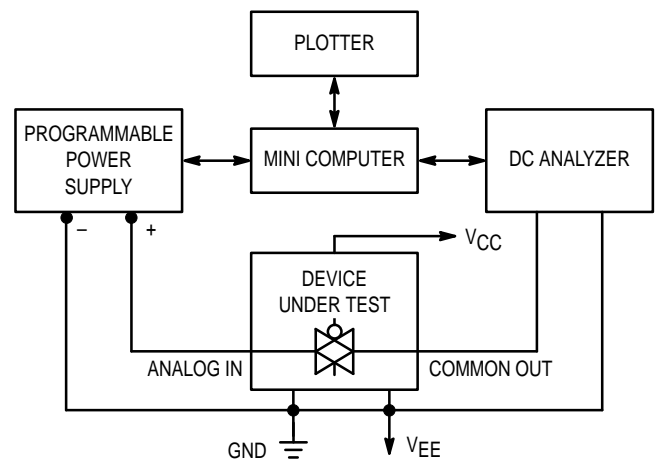 PLOTTER
PROGRAMMABLE
POWER
SUPPLY
MINI COMPUTER
DC ANALYZER
– +
VCC
DEVICE
UNDER TEST
ANALOG IN
COMMON OUT
GND
VEE